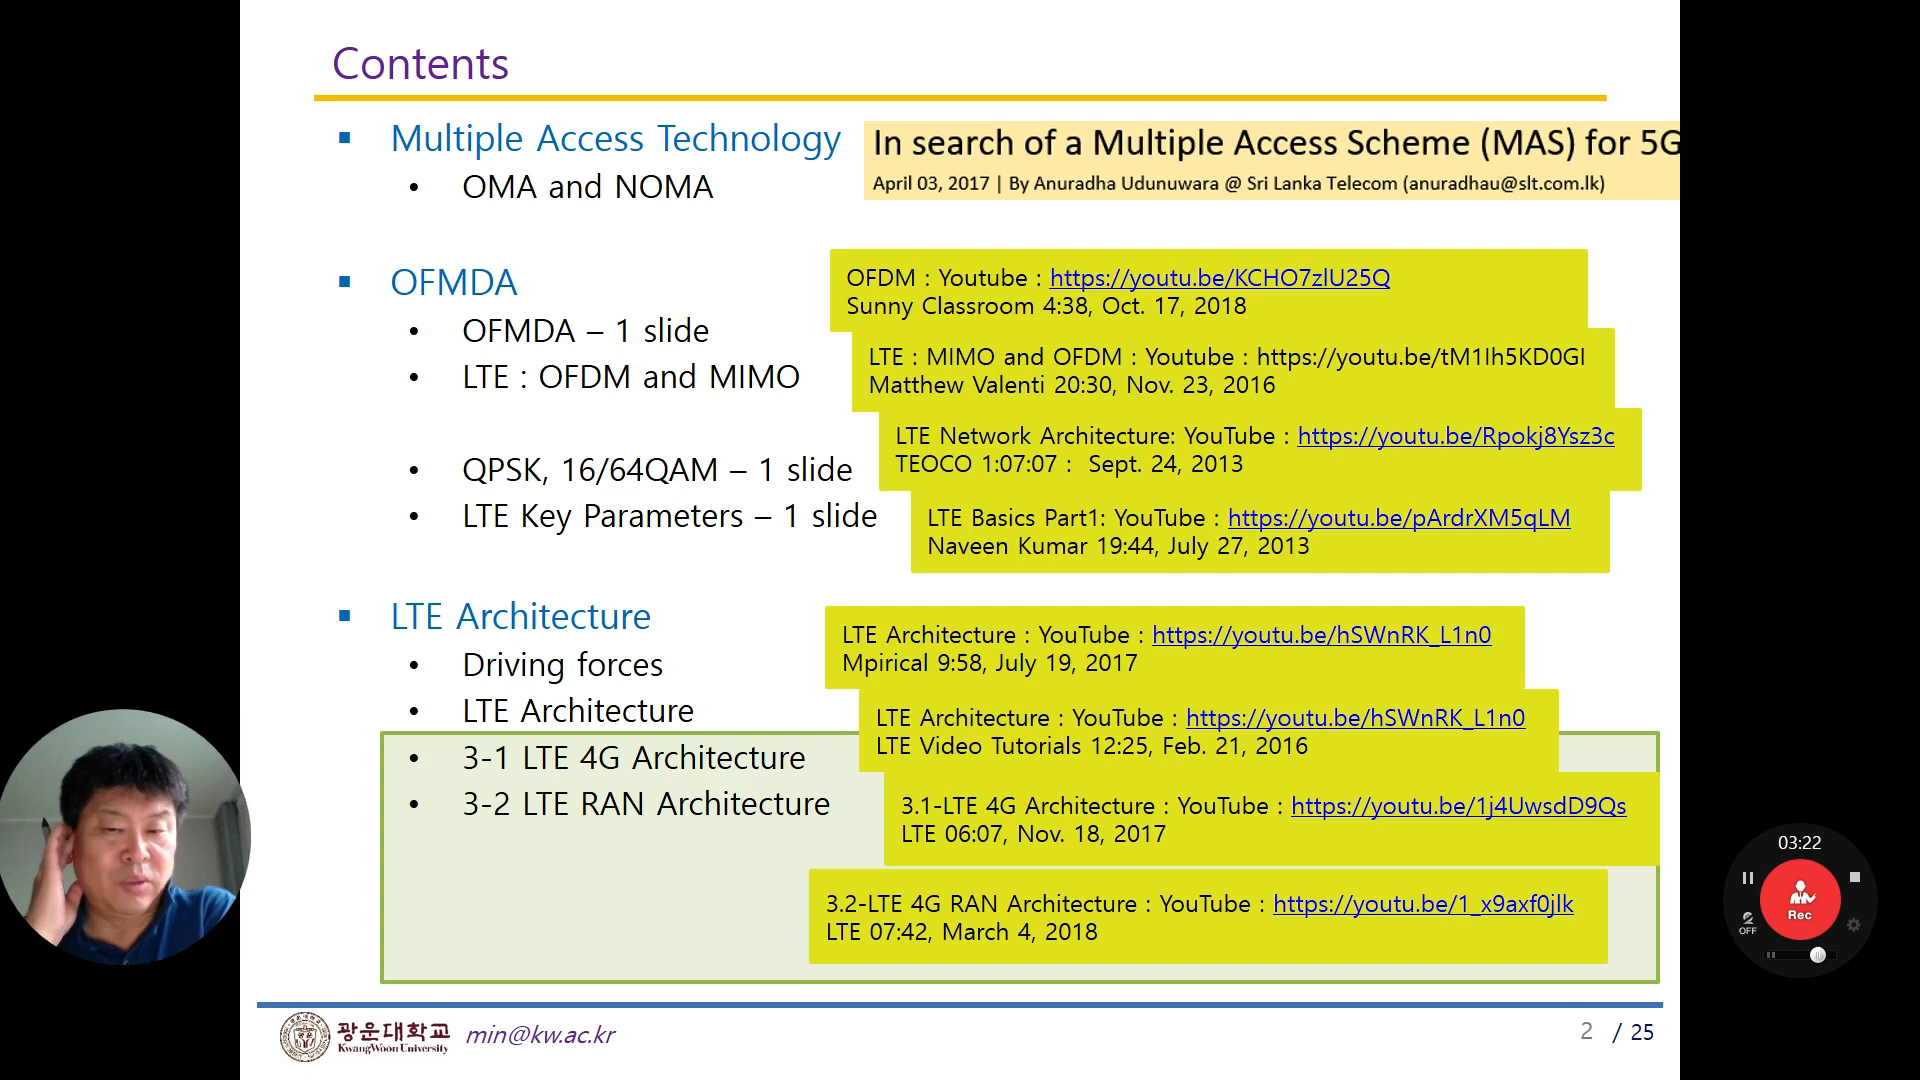 Contents
Multiple Access Technology
OMA and NOMA
In search of a Multiple Access Scheme (MAS) for 5G
April 03, 2017 | By Anuradha Udunuwara @ Sri Lanka Telecom (anuradhau@slt.com.lk)
OFMDA
OFMDA – 1 slide
LTE : OFDM and MIMO
QPSK, 16/64QAM – 1 slide
LTE Key Parameters – 1 slide
OFDM : Youtube : https://youtu.be/KCHO7zlU25Q
Sunny Classroom 4:38, Oct. 17, 2018
LTE : MIMO and OFDM : Youtube : https://youtu.be/tM1Ih5KD0GI
Matthew Valenti 20:30, Nov. 23, 2016
LTE Network Architecture: YouTube : https://youtu.be/Rpokj8Ysz3c
TEOCO 1:07:07 : Sept. 24, 2013
LTE Basics Part1: YouTube : https://youtu.be/pArdrXM5qLM
Naveen Kumar 19:44, July 27, 2013
LTE Architecture
Driving forces
LTE Architecture
3-1 LTE 4G Architecture
3-2 LTE RAN Architecture
LTE Architecture : YouTube : https://youtu.be/hSWnRK_L1n0
Mpirical 9:58, July 19, 2017
LTE Architecture : YouTube : https://youtu.be/hSWnRK_L1n0
LTE Video Tutorials 12:25, Feb. 21, 2016
3.1-LTE 4G Architecture : YouTube : https://youtu.be/1j4UwsdD9Qs
LTE 06:07, Nov. 18, 2017
3.2-LTE 4G RAN Architecture : YouTube : https://youtu.be/1_x9axf0jlk
LTE 07:42, March 4, 2018
03:22
Rec
OFF
광운대학교
KwangWoon University
min@kw.ac.kr
2 / 25